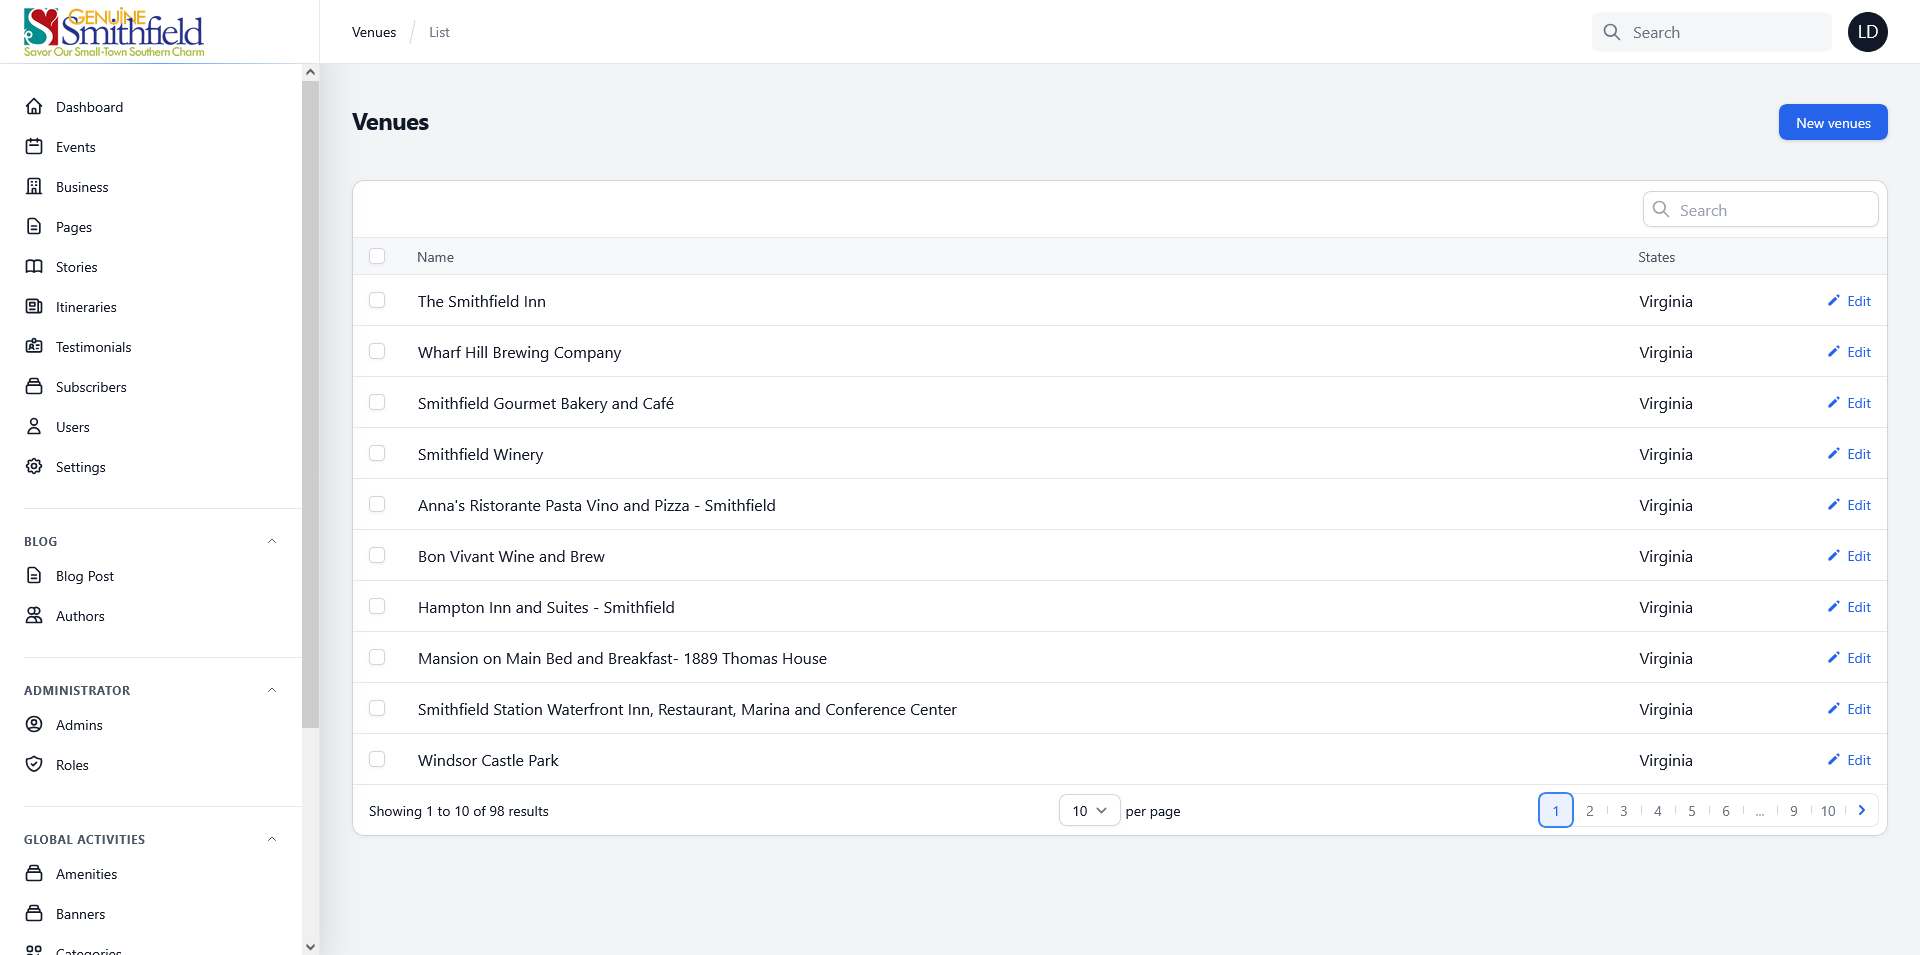 GENUINE
Smithfield
Savor Our Small-Town Southern Charm
Venues / List
Search
LD
Dashboard
Events
Business
Pages
Stories
Itineraries
Testimonials
Subscribers
Users
Settings
BLOG
Blog Post
Authors
ADMINISTRATOR
Admins
Roles
GLOBAL ACTIVITIES
Amenities
Banners
Categories
Venues
New venues
Search
Name States
The Smithfield Inn Virginia Edit
Wharf Hill Brewing Company Virginia Edit
Smithfield Gourmet Bakery and Café Virginia Edit
Smithfield Winery Virginia Edit
Anna's Ristorante Pasta Vino and Pizza - Smithfield Virginia Edit
Bon Vivant Wine and Brew Virginia Edit
Hampton Inn and Suites - Smithfield Virginia Edit
Mansion on Main Bed and Breakfast- 1889 Thomas House Virginia Edit
Smithfield Station Waterfront Inn, Restaurant, Marina and Conference Center Virginia Edit
Windsor Castle Park Virginia Edit
Showing 1 to 10 of 98 results 10 per page 1 2 3 4 5 6 ... 9 10